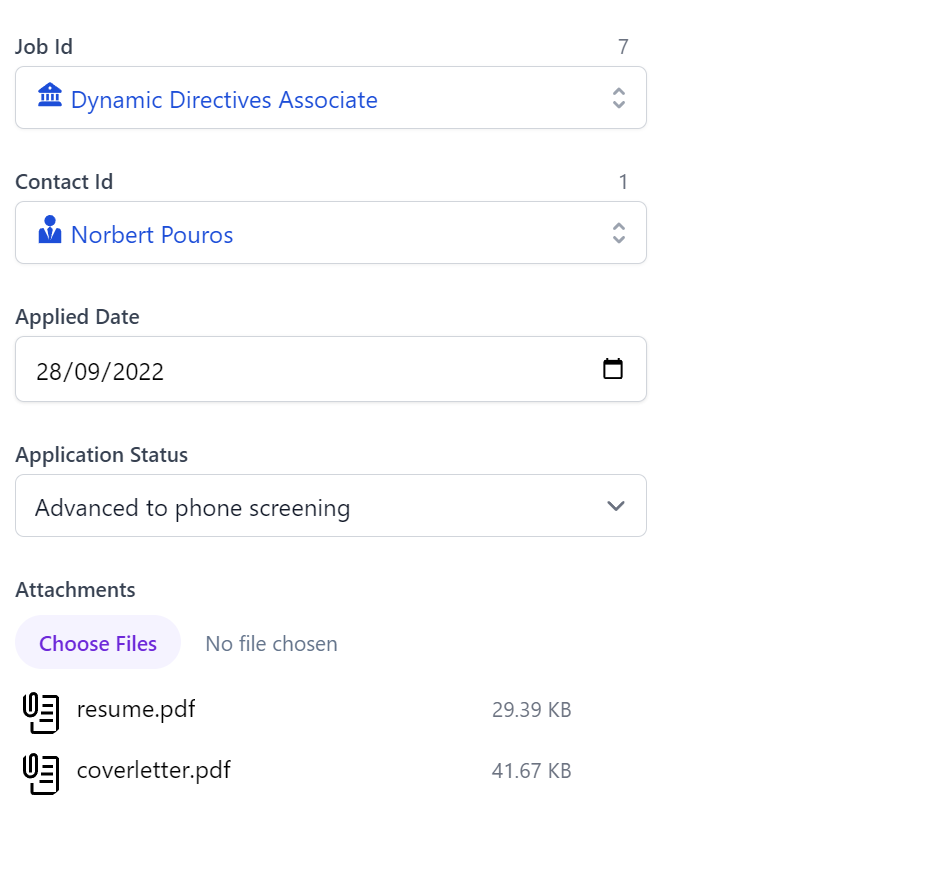 Job Id 7
Dynamic Directives Associate
Contact Id 1
Norbert Pouros
Applied Date
28/09/2022
Application Status
Advanced to phone screening
Attachments
Choose Files No file chosen
resume.pdf 29.39 KB
coverletter.pdf 41.67 KB